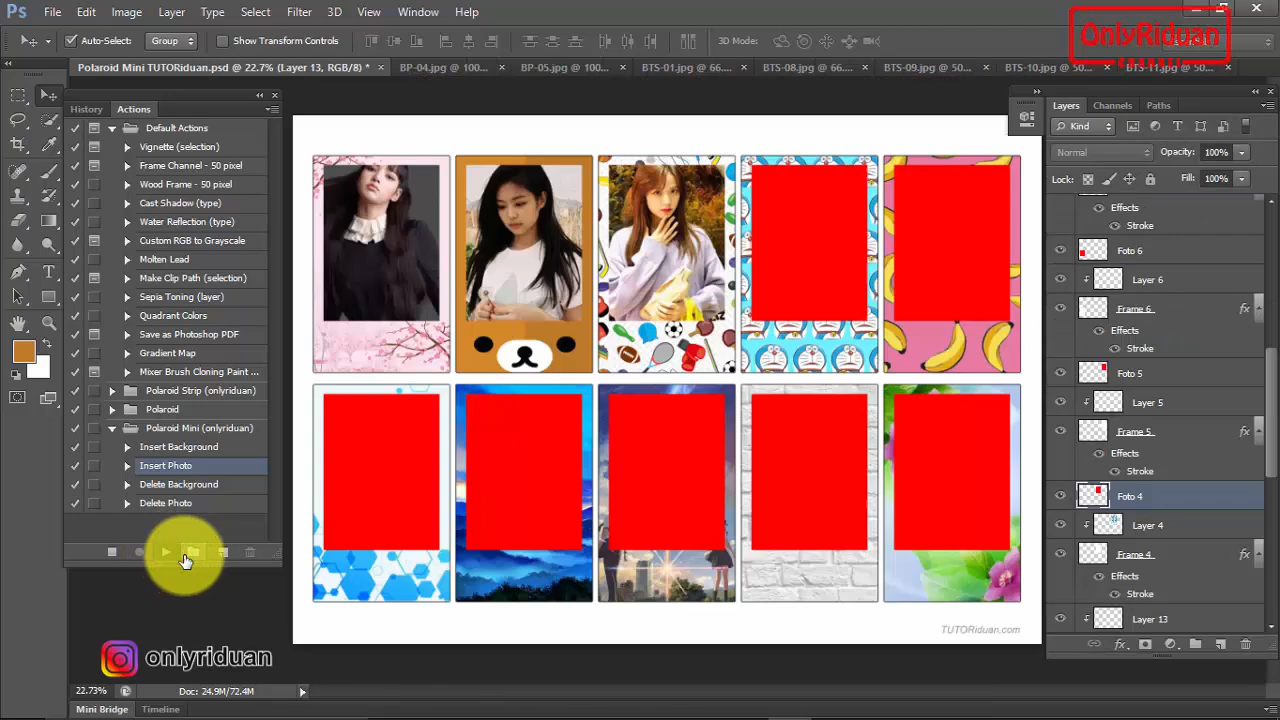 Ps File Edit Image Layer Type Select Filter 3D View Window Help
OnlyRiduan
Auto-Select: Group Show Transform Controls 3D Mode:
Polaroid Mini TUTORiduan.psd @ 22.7% (Layer 13, RGB/8) * × BP-04.jpg @ 100... × BP-05.jpg @ 100... × BTS-01.jpg @ 66.... × BTS-08.jpg @ 66.... × BTS-09.jpg @ 50... × BTS-10.jpg @ 50... × BTS-11.jpg @ 50... ×
History Actions
Default Actions
Vignette (selection)
Frame Channel - 50 pixel
Wood Frame - 50 pixel
Cast Shadow (type)
Water Reflection (type)
Custom RGB to Grayscale
Molten Lead
Make Clip Path (selection)
Sepia Toning (layer)
Quadrant Colors
Save as Photoshop PDF
Gradient Map
Mixer Brush Cloning Paint ...
Polaroid Strip (onlyriduan)
Polaroid
Polaroid Mini (onlyriduan)
Insert Background
Insert Photo
Delete Background
Delete Photo
TUTORiduan.com
onlyriduan
Layers Channels Paths
Kind
Normal Opacity: 100%
Lock: Fill: 100%
Effects
Stroke
Foto 6
Layer 6
Frame 6 fx
Effects
Stroke
Foto 5
Layer 5
Frame 5 fx
Effects
Stroke
Foto 4
Layer 4
Frame 4 fx
Effects
Stroke
Layer 13
22.73% Doc: 24.9M/72.4M
Mini Bridge Timeline